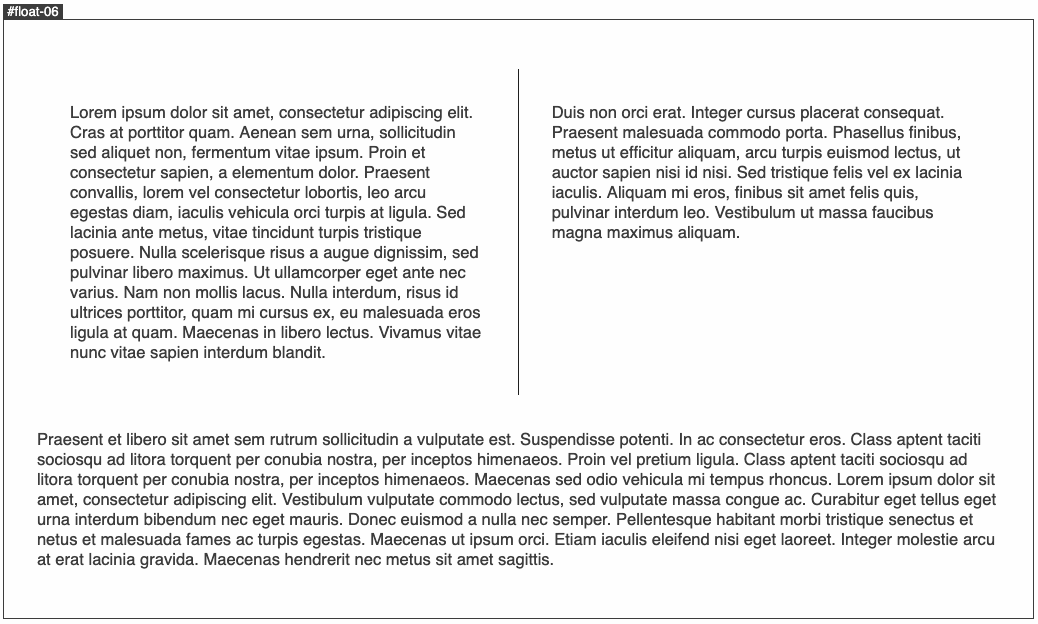 #float-06
Lorem ipsum dolor sit amet, consectetur adipiscing elit.
Cras at porttitor quam. Aenean sem urna, sollicitudin
sed aliquet non, fermentum vitae ipsum. Proin et
consectetur sapien, a elementum dolor. Praesent
convallis, lorem vel consectetur lobortis, leo arcu
egestas diam, iaculis vehicula orci turpis at ligula. Sed
lacinia ante metus, vitae tincidunt turpis tristique
posuere. Nulla scelerisque risus a augue dignissim, sed
pulvinar libero maximus. Ut ullamcorper eget ante nec
varius. Nam non mollis lacus. Nulla interdum, risus id
ultrices porttitor, quam mi cursus ex, eu malesuada eros
ligula at quam. Maecenas in libero lectus. Vivamus vitae
nunc vitae sapien interdum blandit.
Duis non orci erat. Integer cursus placerat consequat.
Praesent malesuada commodo porta. Phasellus finibus,
metus ut efficitur aliquam, arcu turpis euismod lectus, ut
auctor sapien nisi id nisi. Sed tristique felis vel ex lacinia
iaculis. Aliquam mi eros, finibus sit amet felis quis,
pulvinar interdum leo. Vestibulum ut massa faucibus
magna maximus aliquam.
Praesent et libero sit amet sem rutrum sollicitudin a vulputate est. Suspendisse potenti. In ac consectetur eros. Class aptent taciti
sociosqu ad litora torquent per conubia nostra, per inceptos himenaeos. Proin vel pretium ligula. Class aptent taciti sociosqu ad
litora torquent per conubia nostra, per inceptos himenaeos. Maecenas sed odio vehicula mi tempus rhoncus. Lorem ipsum dolor sit
amet, consectetur adipiscing elit. Vestibulum vulputate commodo lectus, sed vulputate massa congue ac. Curabitur eget tellus eget
urna interdum bibendum nec eget mauris. Donec euismod a nulla nec semper. Pellentesque habitant morbi tristique senectus et
netus et malesuada fames ac turpis egestas. Maecenas ut ipsum orci. Etiam iaculis eleifend nisi eget laoreet. Integer molestie arcu
at erat lacinia gravida. Maecenas hendrerit nec metus sit amet sagittis.